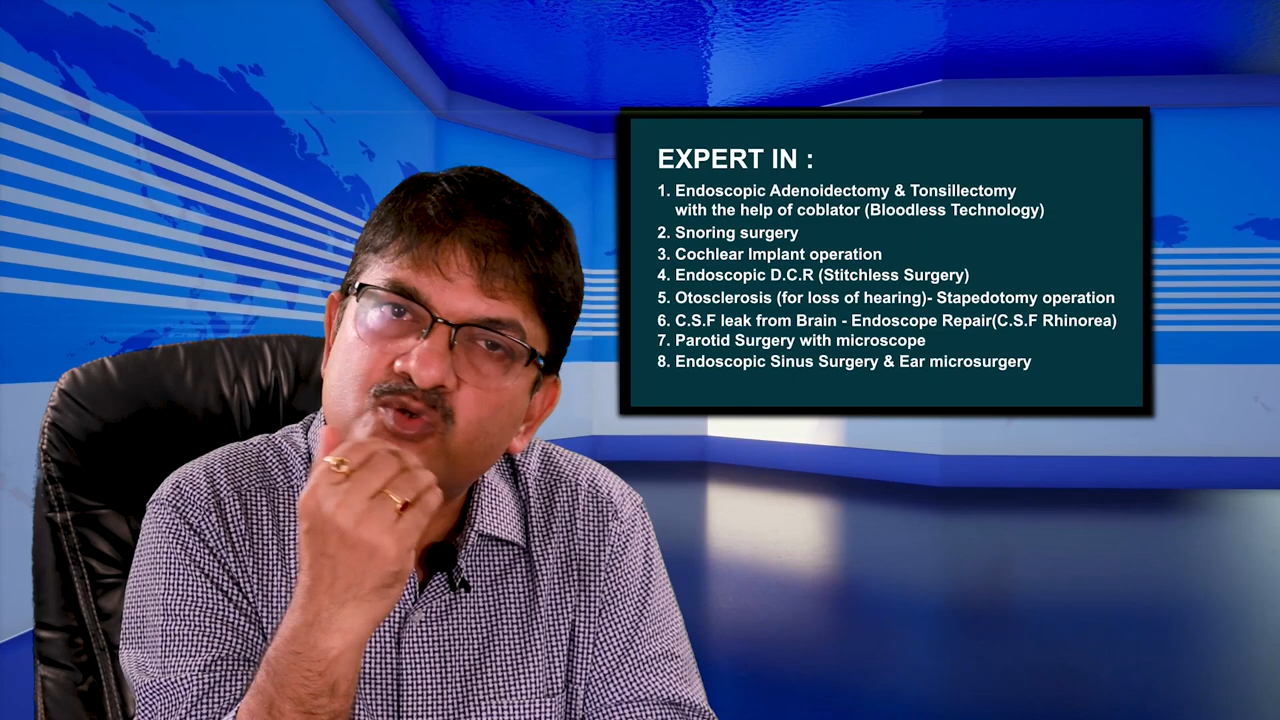 EXPERT IN :
1. Endoscopic Adenoidectomy & Tonsillectomy
with the help of coblator (Bloodless Technology)
2. Snoring surgery
3. Cochlear Implant operation
4. Endoscopic D.C.R (Stitchless Surgery)
5. Otosclerosis (for loss of hearing)- Stapedotomy operation
6. C.S.F leak from Brain - Endoscope Repair(C.S.F Rhinorea)
7. Parotid Surgery with microscope
8. Endoscopic Sinus Surgery & Ear microsurgery